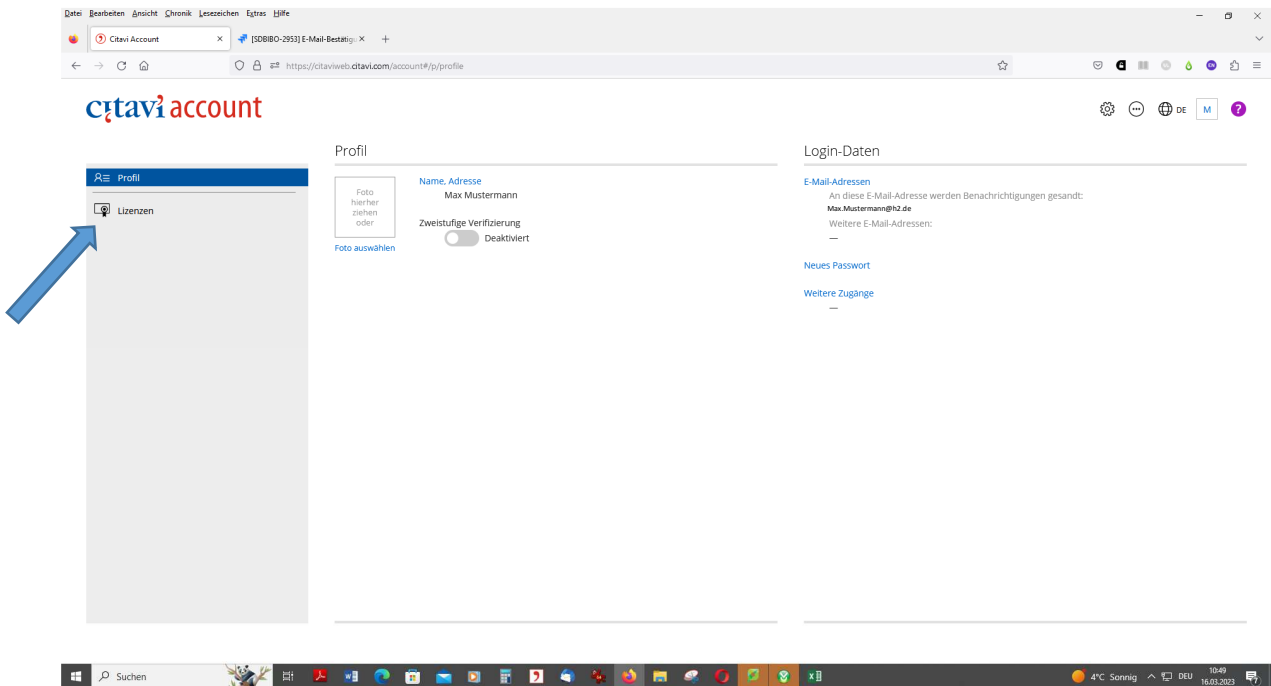 Datei Bearbeiten Ansicht Chronik Lesezeichen Extras Hilfe
Citavi Account
[SDBIBO-2953] E-Mail-Bestätig
https://citaviweb.citavi.com/account#/p/profile
citavi account
DE M ?
Profil
Lizenzen
Profil
Foto
hierher
ziehen
oder
Foto auswählen
Name, Adresse
Max Mustermann
Zweistufige Verifizierung
Deaktiviert
Login-Daten
E-Mail-Adressen
An diese E-Mail-Adresse werden Benachrichtigungen gesandt:
Max.Mustermann@h2.de
Weitere E-Mail-Adressen:
—
Neues Passwort
Weitere Zugänge
—
Suchen
4°C Sonnig
DEU
10:49
16.03.2023